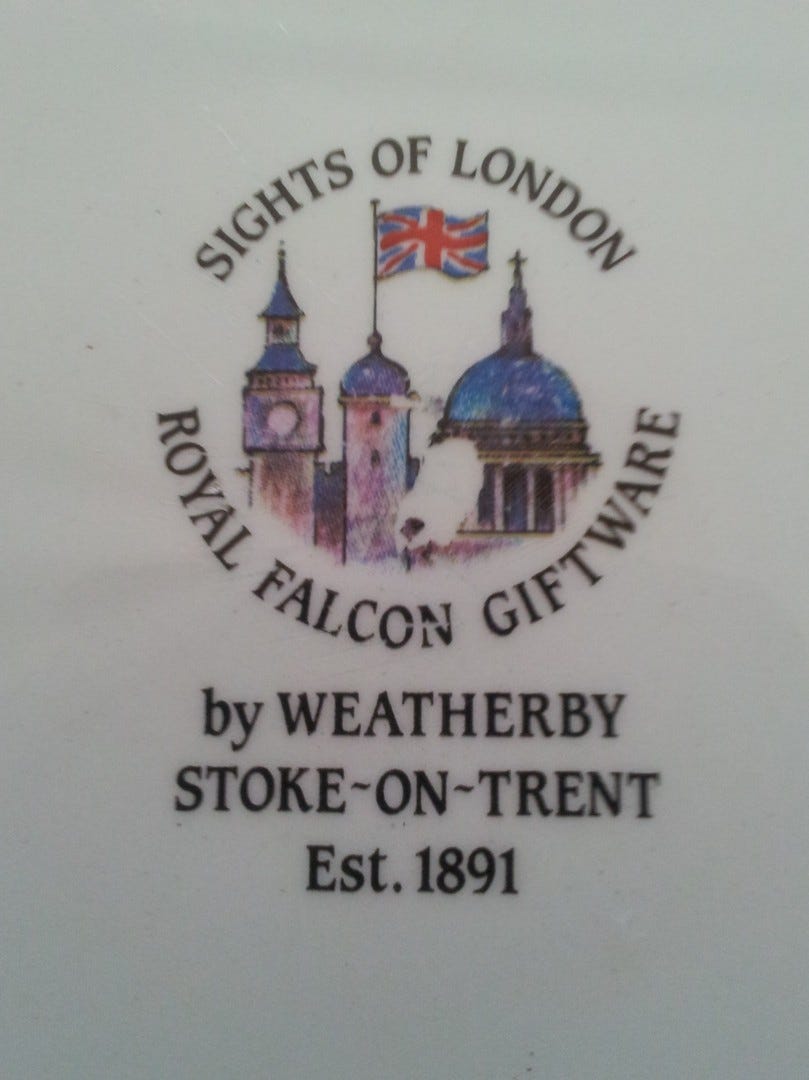 SIGHTS OF LONDON
ROYAL FALCON GIFTWARE
by WEATHERBY
STOKE~ON~TRENT
Est. 1891